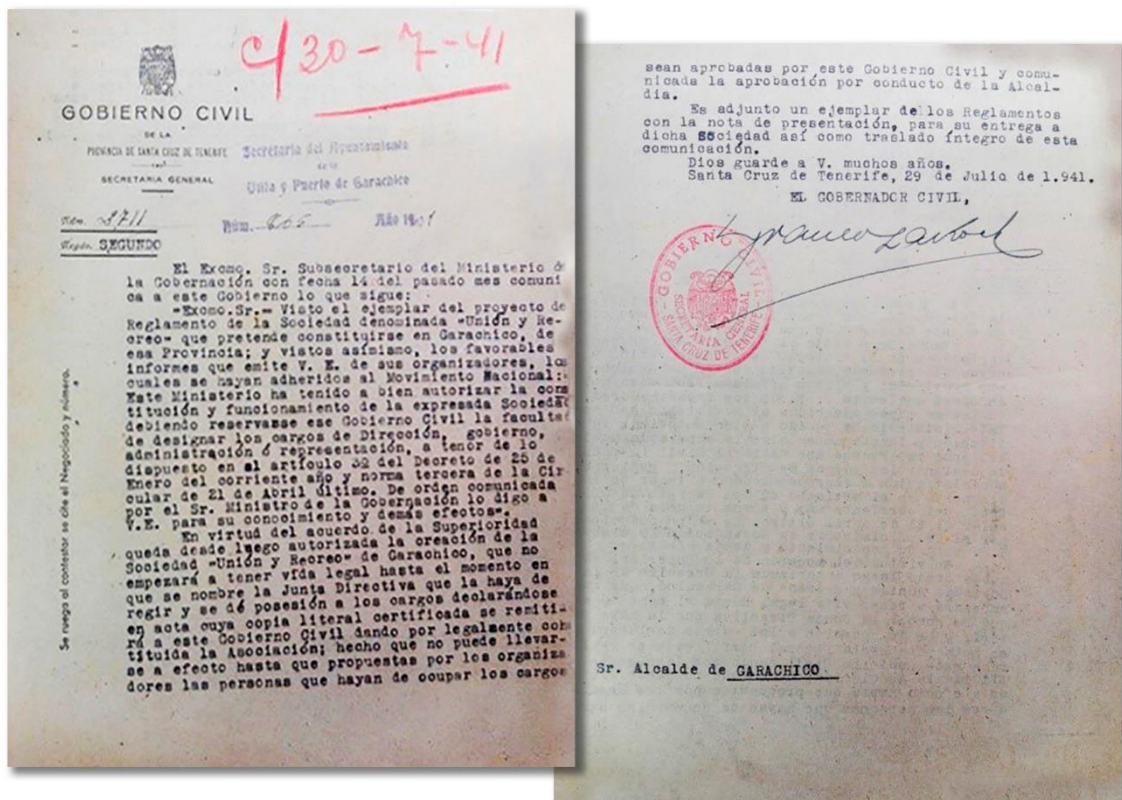 c/30-7-41
GOBIERNO CIVIL
DE LA
PROVINCIA DE SANTA CRUZ DE TENERIFE
SECRETARIA GENERAL
Núm. 2711
Negdo. SEGUNDO
Secretaría del Ayuntamiento
de la
Villa y Puerto de Garachico
Núm. 665 Año 1941
El Excmo. Sr. Subsecretario del Ministerio de
la Gobernación con fecha 14 del pasado mes comuni
ca a este Gobierno lo que sigue:
"Excmo.Sr.= Visto el ejemplar del proyecto de
Reglamento de la Sociedad denominada "Unión y Re-
creo" que pretende constituirse en Garachico, de
esa Provincia; y vistos asímismo, los favorables
informes que emite V. E. de sus organizadores, los
cuales se hayan adheridos al Movimiento Nacional:
Este Ministerio ha tenido a bien autorizar la cons
titución y funcionamiento de la expresada Sociedad
debiendo reservasse ese Gobierno Civil la facultad
de designar los cargos de Dirección, gobierno,
administración ó representación, a tenor de lo
dispuesto en el artículo 32 del Decreto de 25 de
Enero del corriente año y norma tercera de la Cir
cular de 21 de Abril último. De orden comunicada
por el Sr. Ministro de la Gobernación lo digo a
V.E. para su conocimiento y demás efectos".
En virtud del acuerdo de la Superioridad
queda desde luego autorizada la creación de la
Sociedad "Unión y Recreo" de Garachico, que no
empezará a tener vída legal hasta el momento en
que se nombre la Junta Directiva que la haya de
regir y se dé posesión a los cargos declarándose
en acta cuya copia literal certificada se remiti-
rá a este Gobierno Civil dando por legalmente cons
tituida la Asociación; hecho que no puede llevar-
se a efecto hasta que propuestas por los organiza
dores las personas que hayan de ocupar los cargos
Se ruega al contestar se cite el Negociado y número.
sean aprobadas por este Gobierno Civil y comu-
nicada la aprobación por conducto de la Alcal-
día.
Es adjunto un ejemplar de los Reglamentos
con la nota de presentación, para su entrega a
dicha Sociedad así como traslado íntegro de esta
comunicación.
Dios guarde a V. muchos años.
Santa Cruz de Tenerife, 29 de Julio de 1.941.
EL GOBERNADOR CIVIL,
GOBIERNO CIVIL
SECRETARIA GENERAL
SANTA CRUZ DE TENERIFE
Sr. Alcalde de GARACHICO